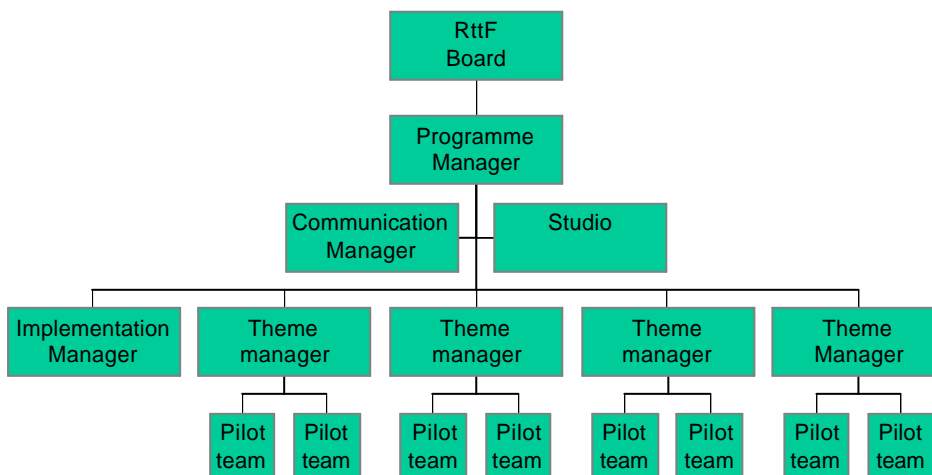 RttF
Board
Programme
Manager
Communication
Manager
Studio
Implementation
Manager
Theme
manager
Theme
manager
Theme
manager
Theme
Manager
Pilot
team
Pilot
team
Pilot
team
Pilot
team
Pilot
team
Pilot
team
Pilot
team
Pilot
team